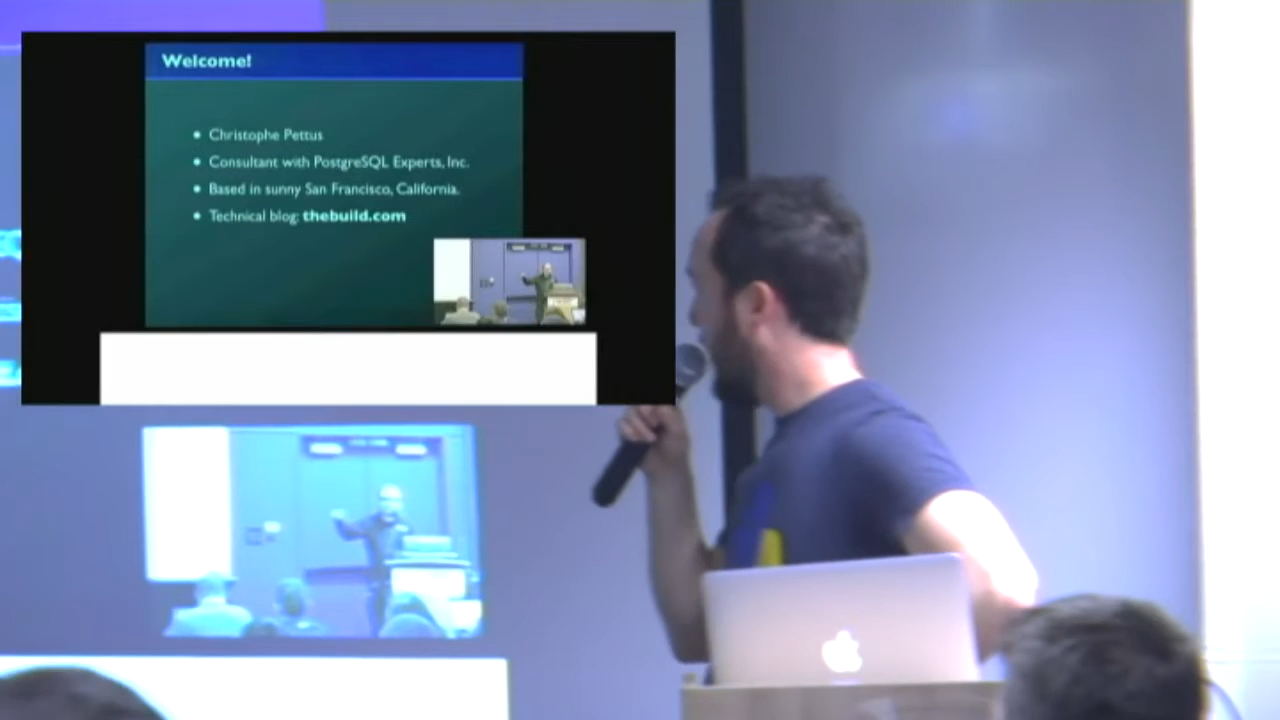 Welcome!
• Christophe Pettus
• Consultant with PostgreSQL Experts, Inc.
• Based in sunny San Francisco, California.
• Technical blog: thebuild.com